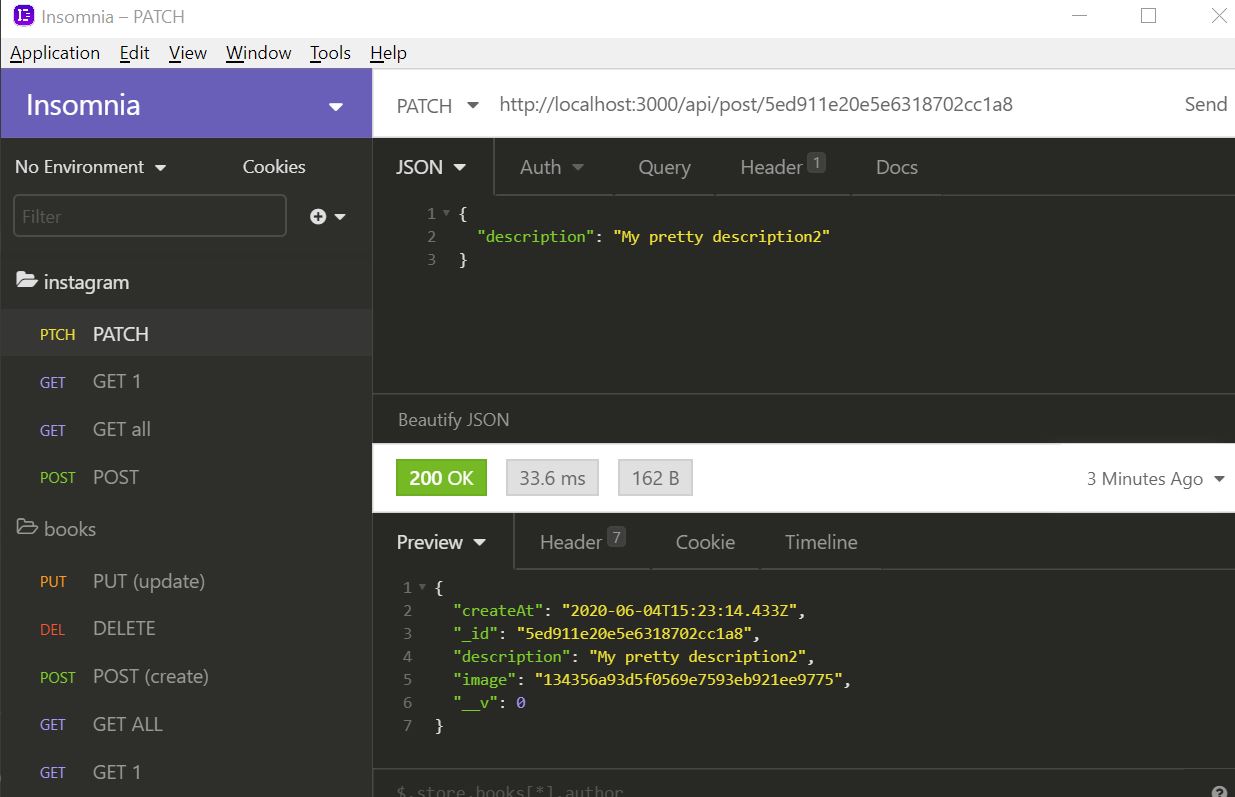 Insomnia – PATCH
Application Edit View Window Tools Help
Insomnia
PATCH http://localhost:3000/api/post/5ed911e20e5e6318702cc1a8 Send
No Environment Cookies
JSON Auth Query Header 1 Docs
Filter
1 {
2 "description": "My pretty description2"
3 }
instagram
PTCH PATCH
GET GET 1
GET GET all
POST POST
books
PUT PUT (update)
DEL DELETE
POST POST (create)
GET GET ALL
GET GET 1
Beautify JSON
200 OK 33.6 ms 162 B 3 Minutes Ago
Preview Header 7 Cookie Timeline
1 {
2 "createAt": "2020-06-04T15:23:14.433Z",
3 "_id": "5ed911e20e5e6318702cc1a8",
4 "description": "My pretty description2",
5 "image": "134356a93d5f0569e7593eb921ee9775",
6 "__v": 0
7 }
$.store.books[*].author